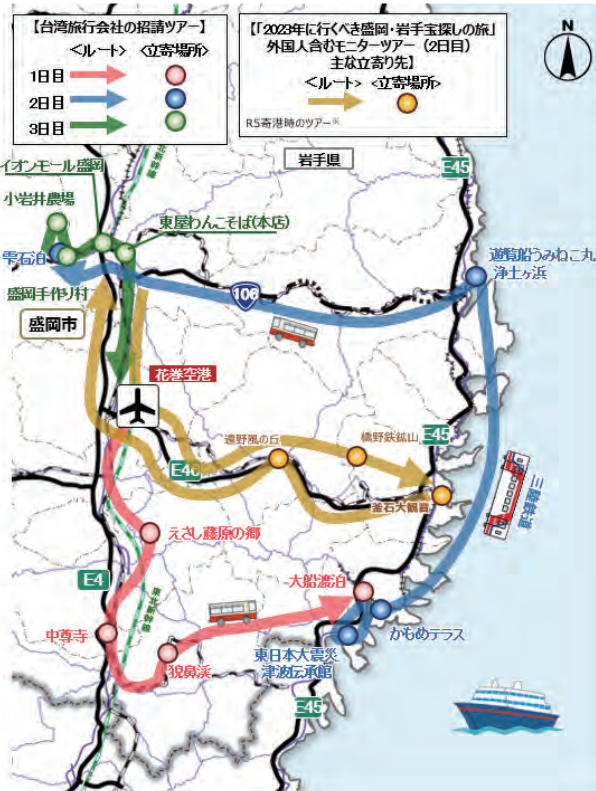 【台湾旅行会社の招請ツアー】
<ルート> <立寄場所>
1日目
2日目
3日目
【「2023年に行くべき盛岡・岩手宝探しの旅」
外国人含むモニターツアー（2日目）
主な立寄り先】
<ルート> <立寄場所>
R5寄港時のツアー※
N
東北新幹線
岩手県
E45
イオンモール盛岡
小岩井農場
東屋わんこそば(本店)
雫石泊
遊覧船うみねこ丸
浄土ヶ浜
盛岡手作り村
106
盛岡市
花巻空港
遠野風の丘
橋野鉄鉱山
E45
E46
釜石大観音
三陸鉄道
えさし藤原の郷
E4
大船渡泊
東北新幹線
中尊寺
猊鼻渓
かもめテラス
東日本大震災
津波伝承館
E45